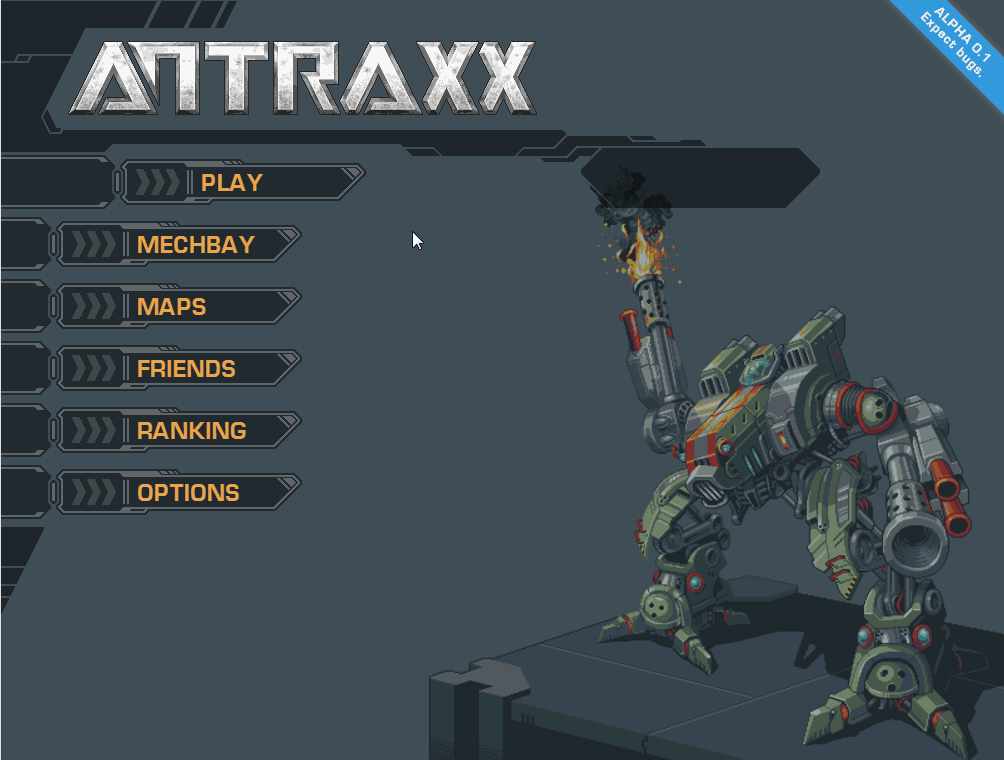 ANTRAXX
ALPHA 0.1
Expect bugs.
PLAY
MECHBAY
MAPS
FRIENDS
RANKING
OPTIONS